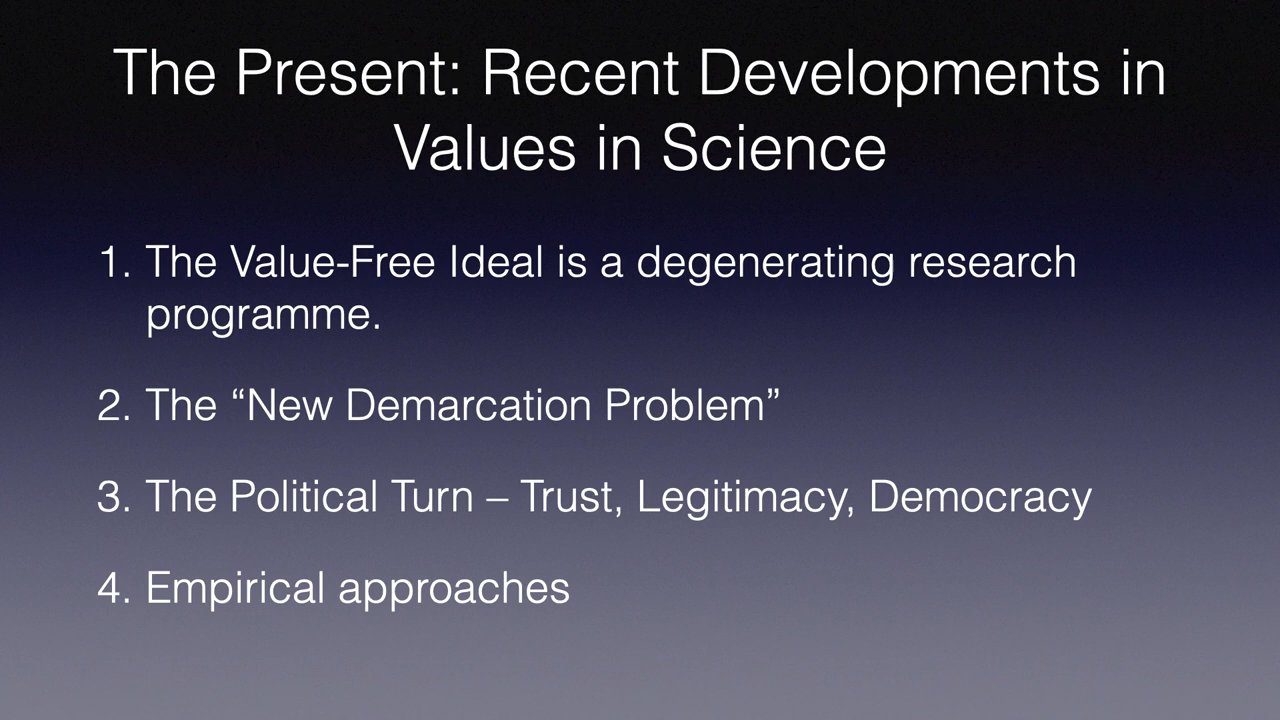 The Present: Recent Developments in
Values in Science
1. The Value-Free Ideal is a degenerating research
programme.
2. The “New Demarcation Problem”
3. The Political Turn – Trust, Legitimacy, Democracy
4. Empirical approaches